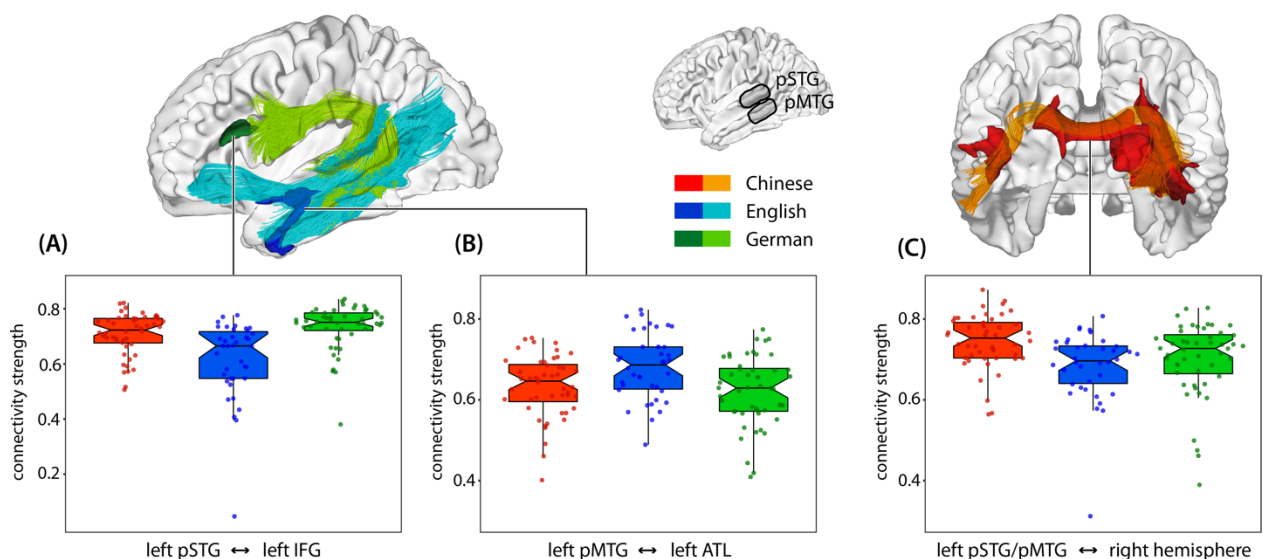 pSTG
pMTG
Chinese
English
German
(A)
(B)
(C)
connectivity strength
0.8
0.6
0.4
0.2
left pSTG ↔ left IFG
connectivity strength
0.8
0.6
0.4
left pMTG ↔ left ATL
connectivity strength
0.8
0.6
0.4
left pSTG/pMTG ↔ right hemisphere